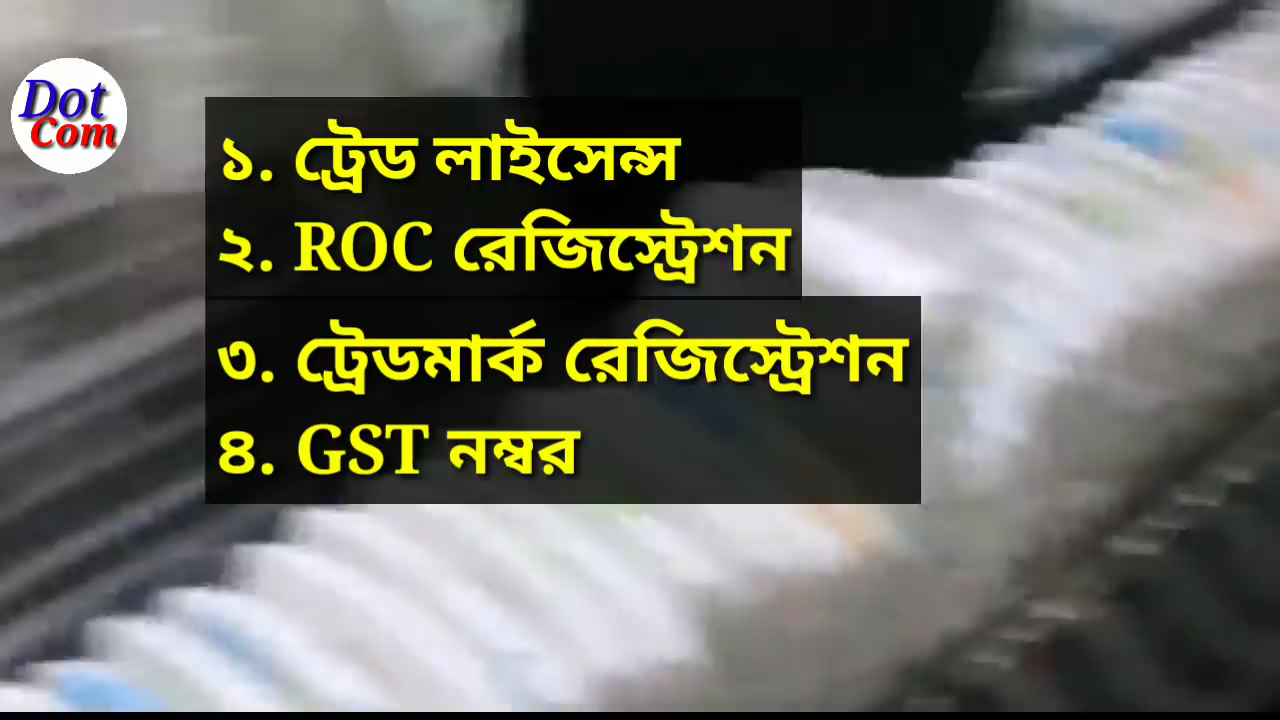 Dot
Com
১. ট্রেড লাইসেন্স
২. ROC রেজিস্ট্রেশন
৩. ট্রেডমার্ক রেজিস্ট্রেশন
৪. GST নম্বর